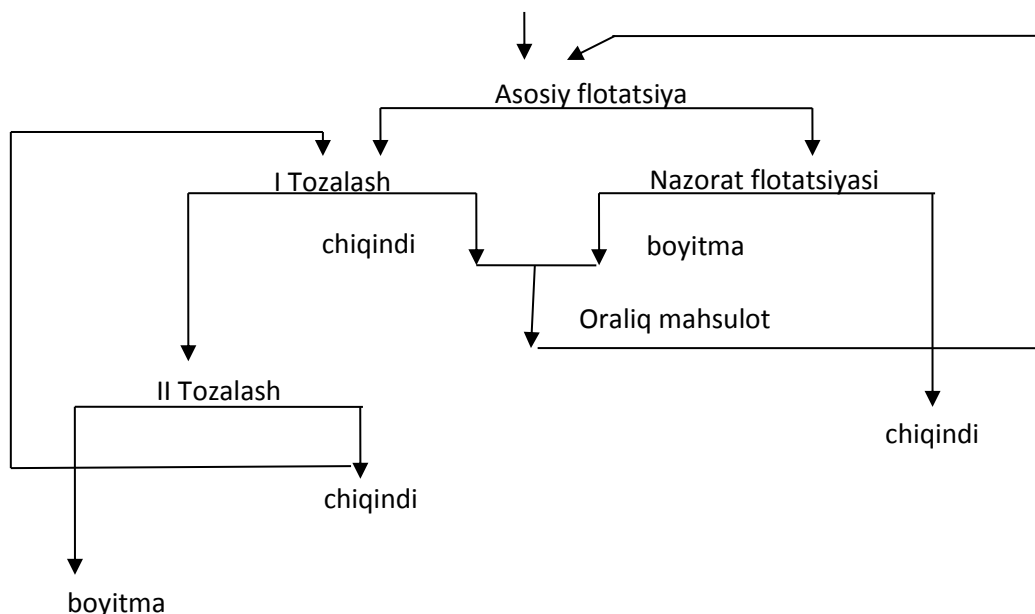 Asosiy flotatsiya
I Tozalash
Nazorat flotatsiyasi
chiqindi
boyitma
Oraliq mahsulot
II Tozalash
chiqindi
chiqindi
boyitma